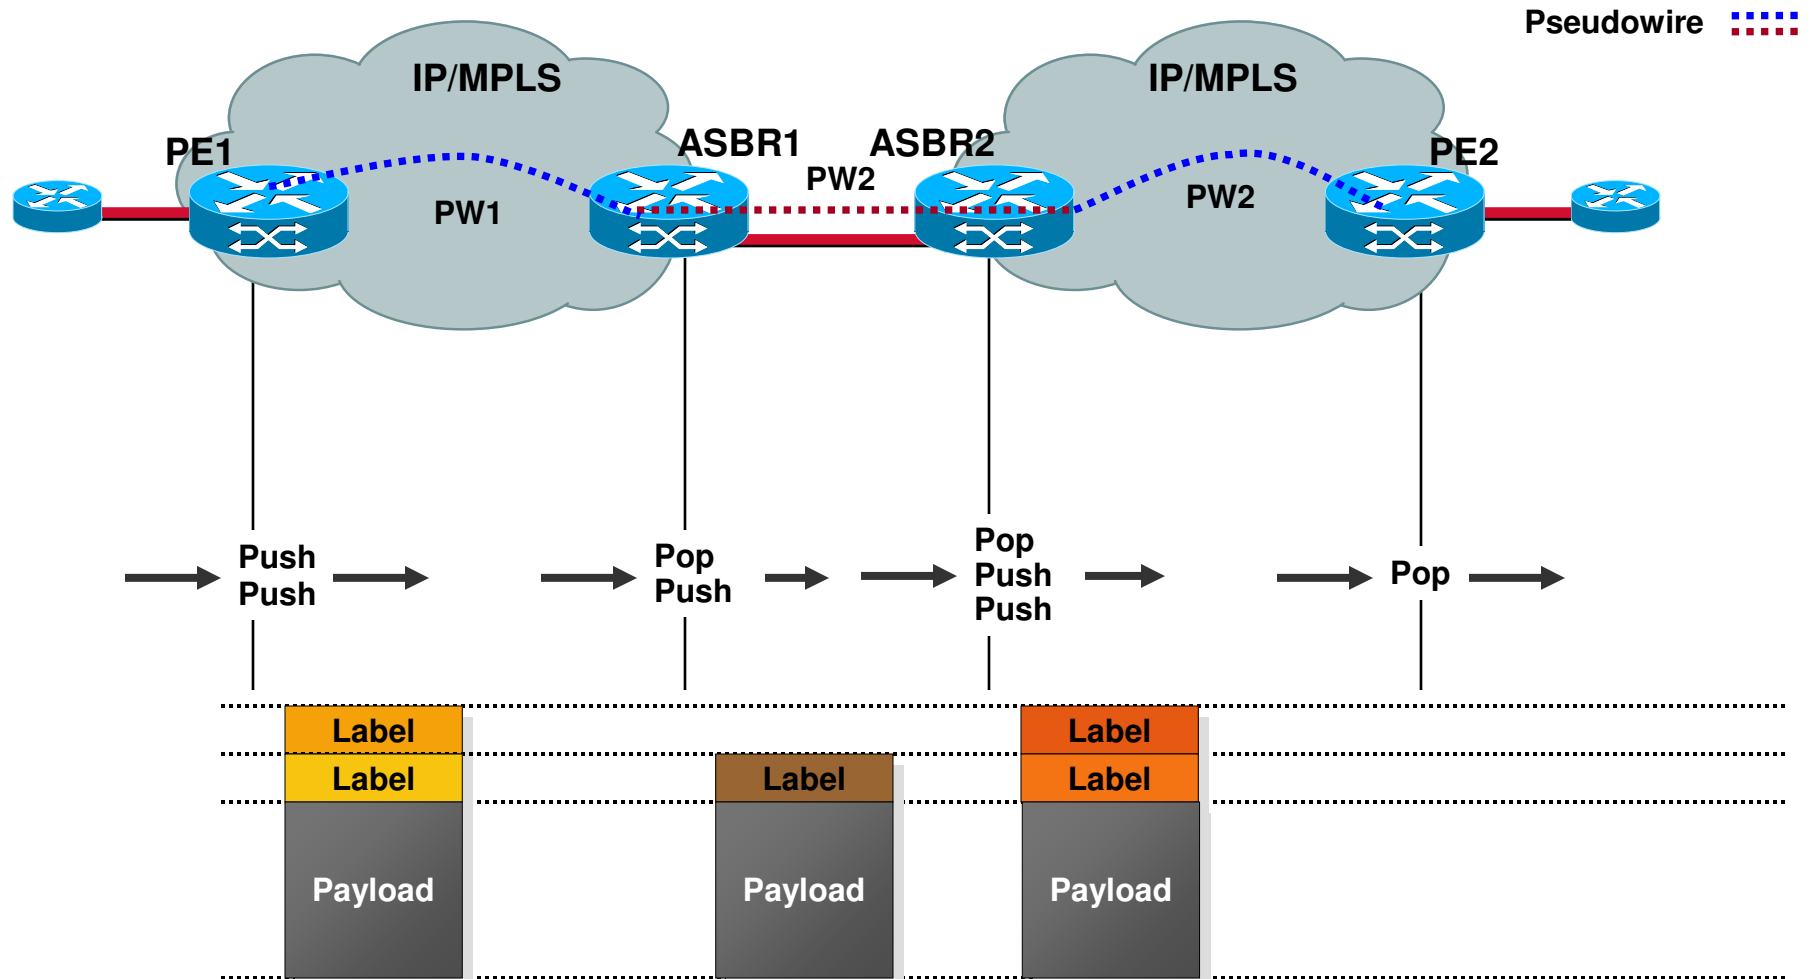 Pseudowire
IP/MPLS
IP/MPLS
PE1
ASBR1
ASBR2
PE2
PW2
PW1
PW2
Push
Push
Pop
Push
Pop
Push
Push
Pop
Label
Label
Payload
Label
Payload
Label
Label
Payload